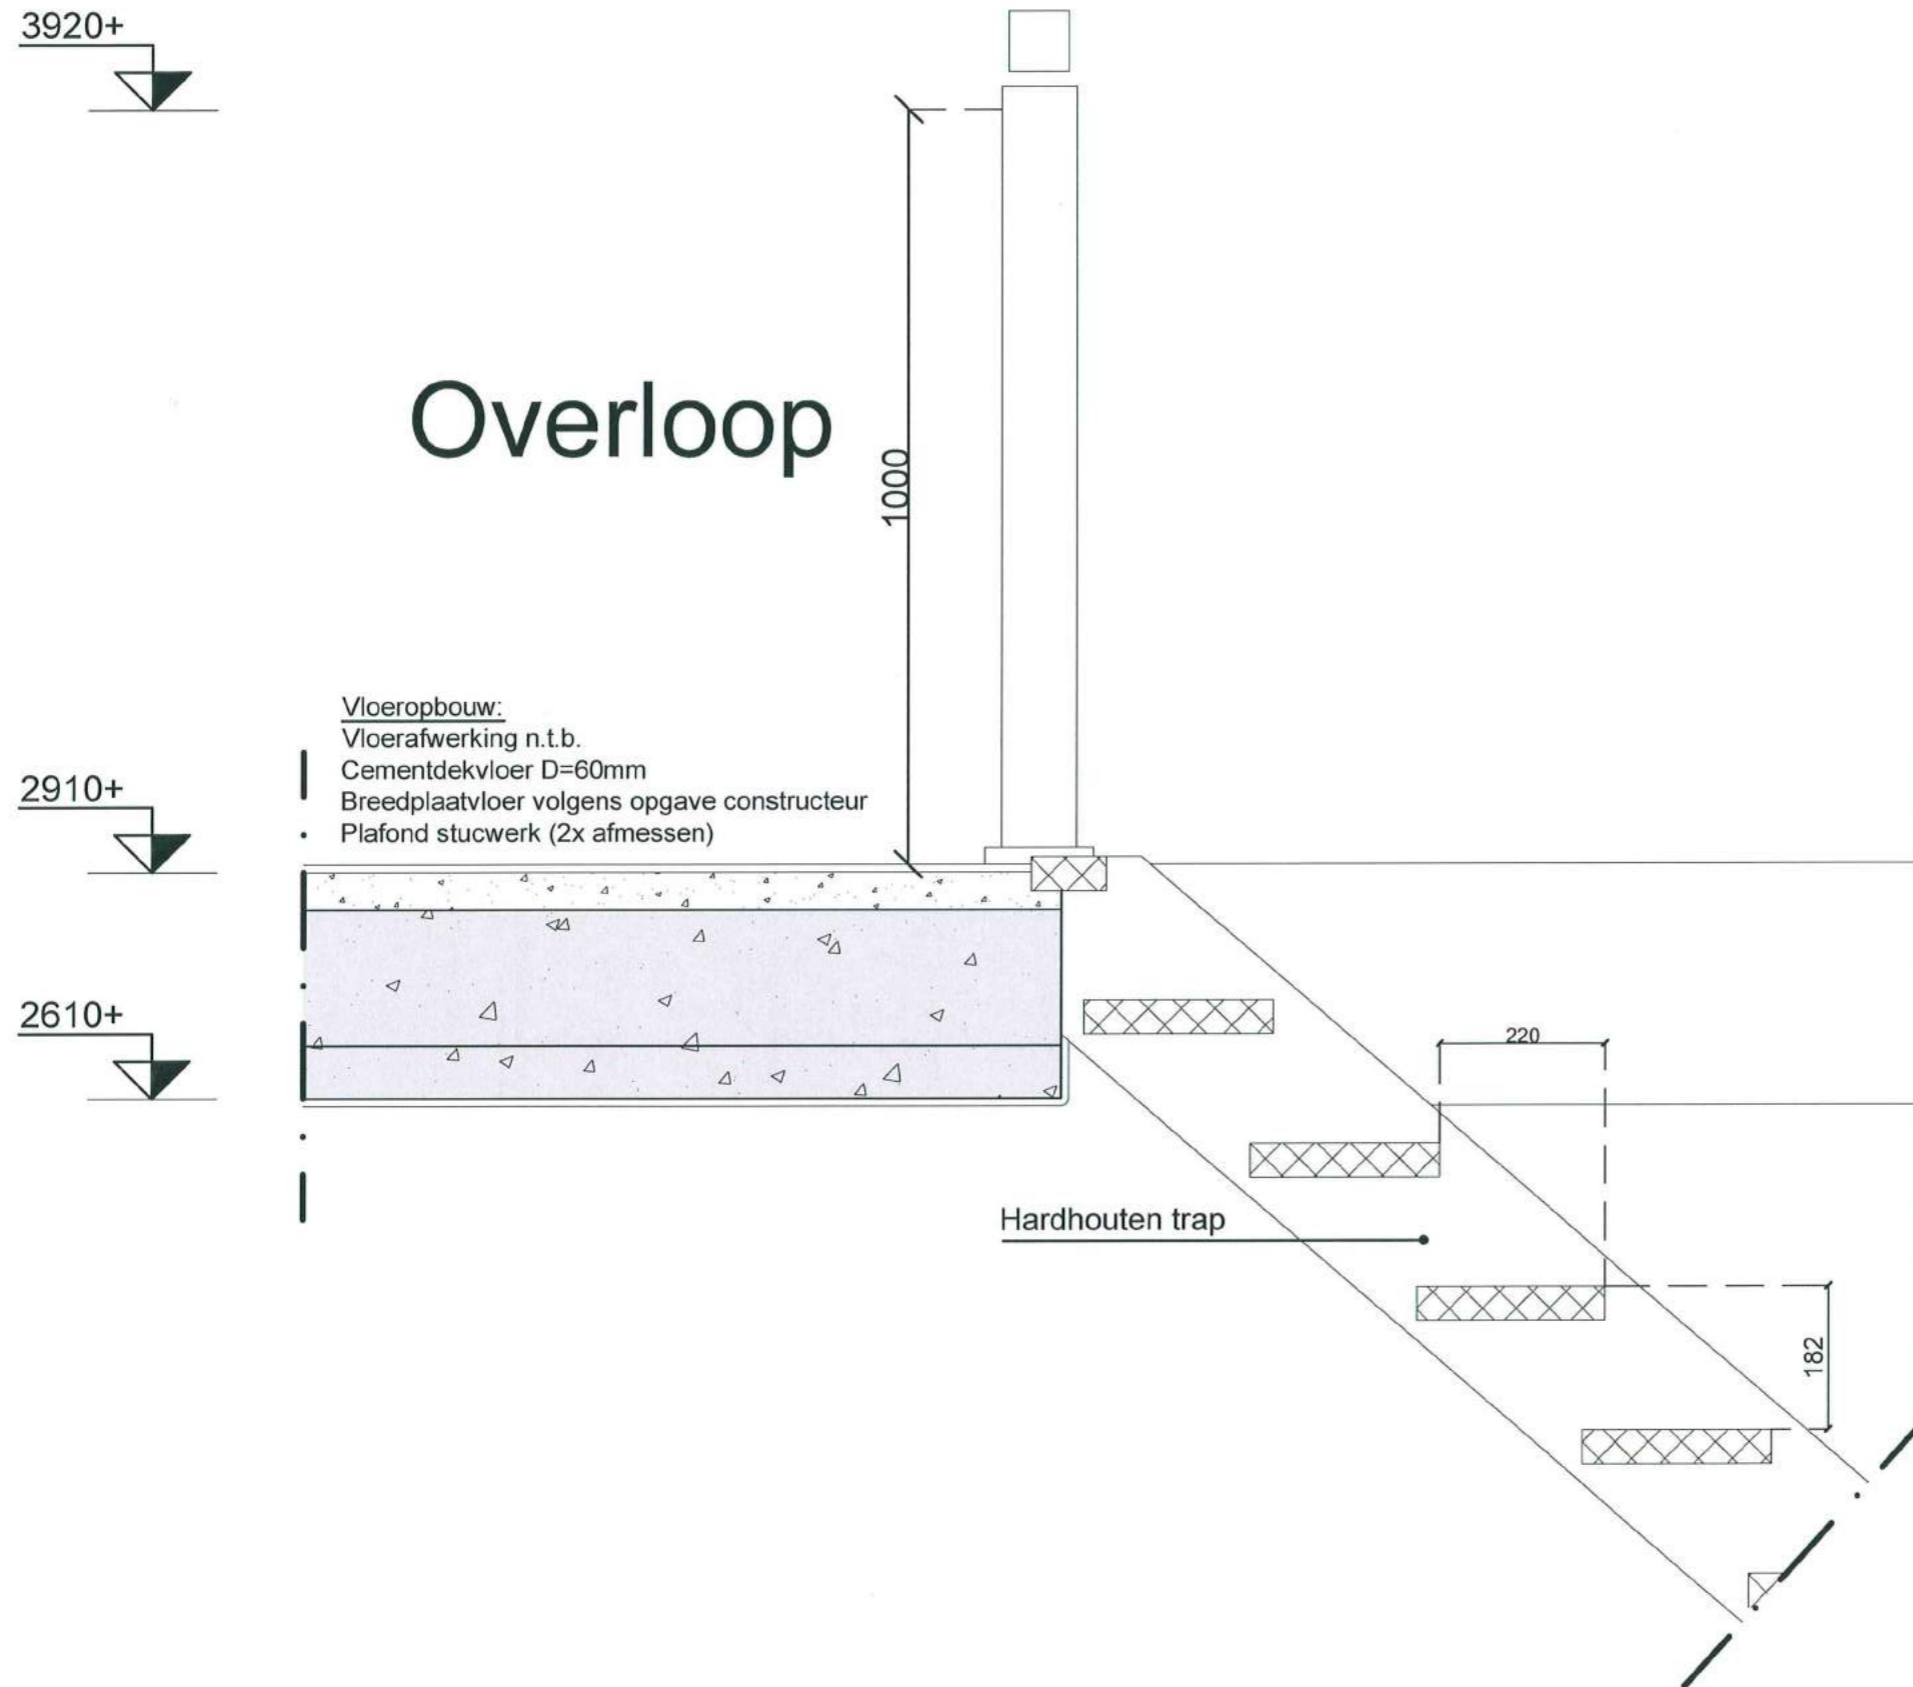 3920+
Overloop
1000
Vloeropbouw:
Vloerafwerking n.t.b.
Cementdekvloer D=60mm
Breedplaatvloer volgens opgave constructeur
Plafond stucwerk (2x afmessen)
2910+
2610+
220
Hardhouten trap
182